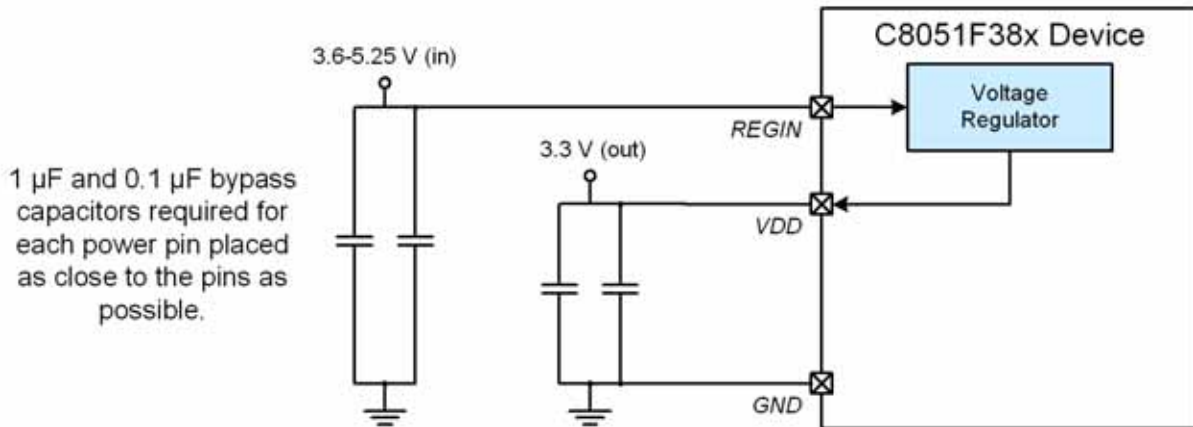 C8051F38x Device
3.6-5.25 V (in)
Voltage
Regulator
REGIN
3.3 V (out)
1 µF and 0.1 µF bypass
capacitors required for
each power pin placed
as close to the pins as
possible.
VDD
GND